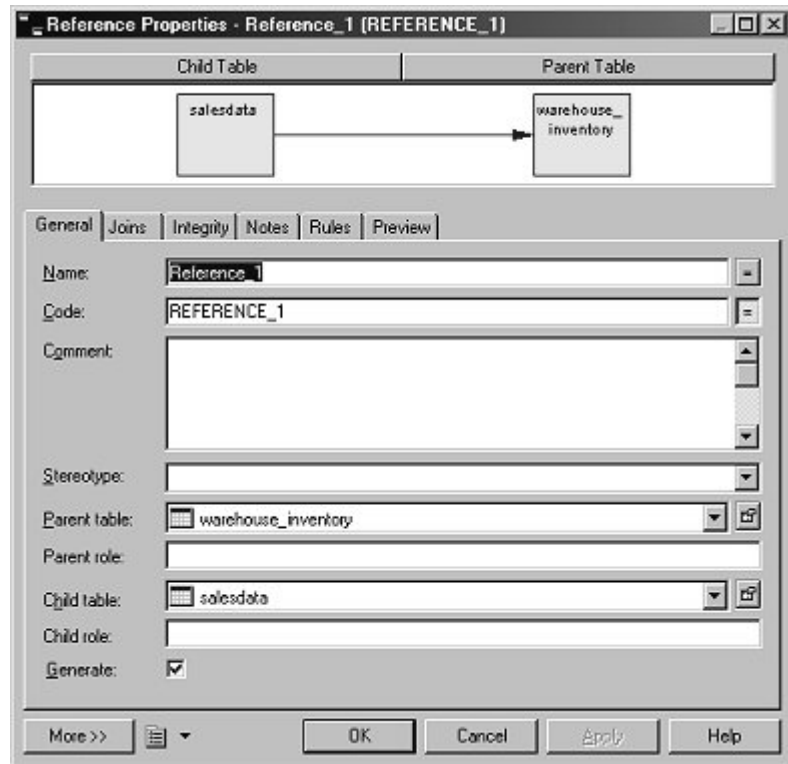 Reference Properties - Reference_1 (REFERENCE_1)
Child Table Parent Table
salesdata
warehouse_
inventory
General Joins Integrity Notes Rules Preview
Name: Reference_1 =
Code: REFERENCE_1 =
Comment:
Stereotype:
Parent table: warehouse_inventory
Parent role:
Child table: salesdata
Child role:
Generate:
More >> OK Cancel Apply Help